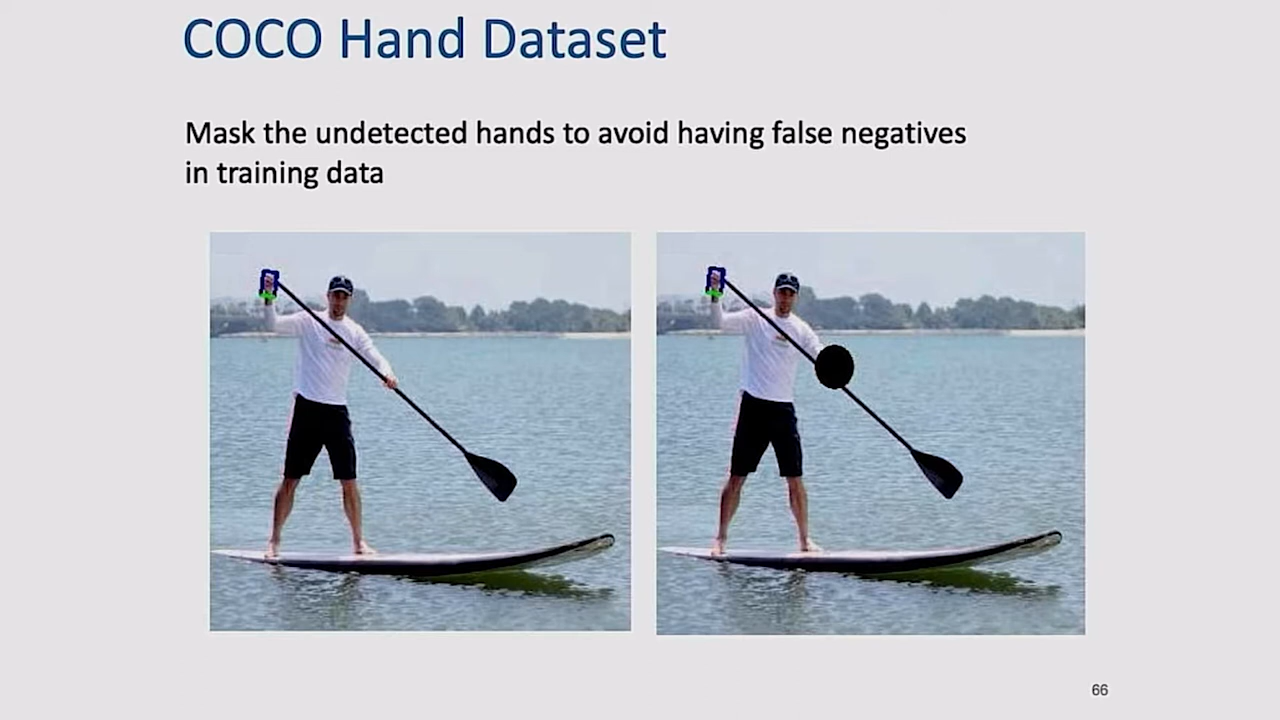 COCO Hand Dataset
Mask the undetected hands to avoid having false negatives
in training data
66